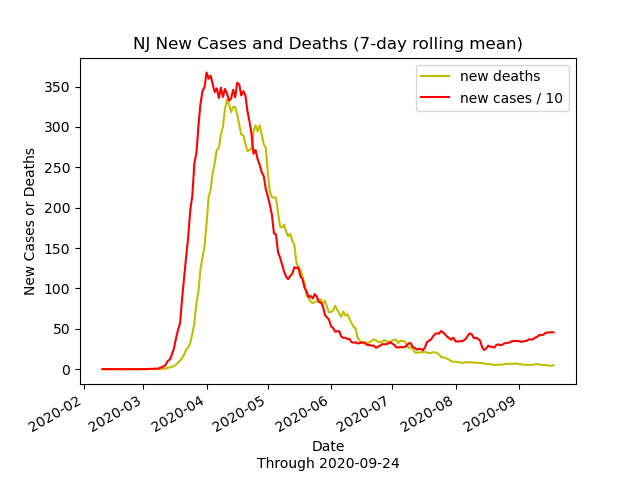 NJ New Cases and Deaths (7-day rolling mean)
new deaths
new cases / 10
350
300
250
200
150
100
50
0
New Cases or Deaths
2020-02
2020-03
2020-04
2020-05
2020-06
2020-07
2020-08
2020-09
Date
Through 2020-09-24